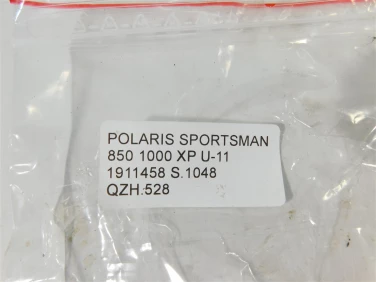 POLARIS SPORTSMAN
850 1000 XP U-11
1911458 S.1048
QZH.528